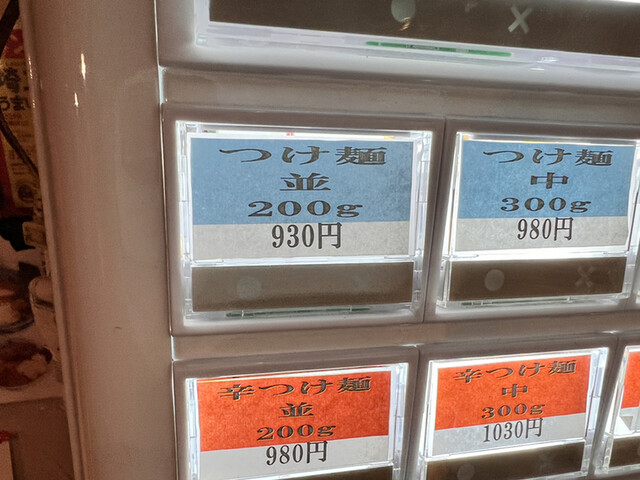 つけ麺
並
200g
930円
つけ麺
中
300g
980円
辛つけ麺
並
200g
980円
辛つけ麺
中
300g
1030円